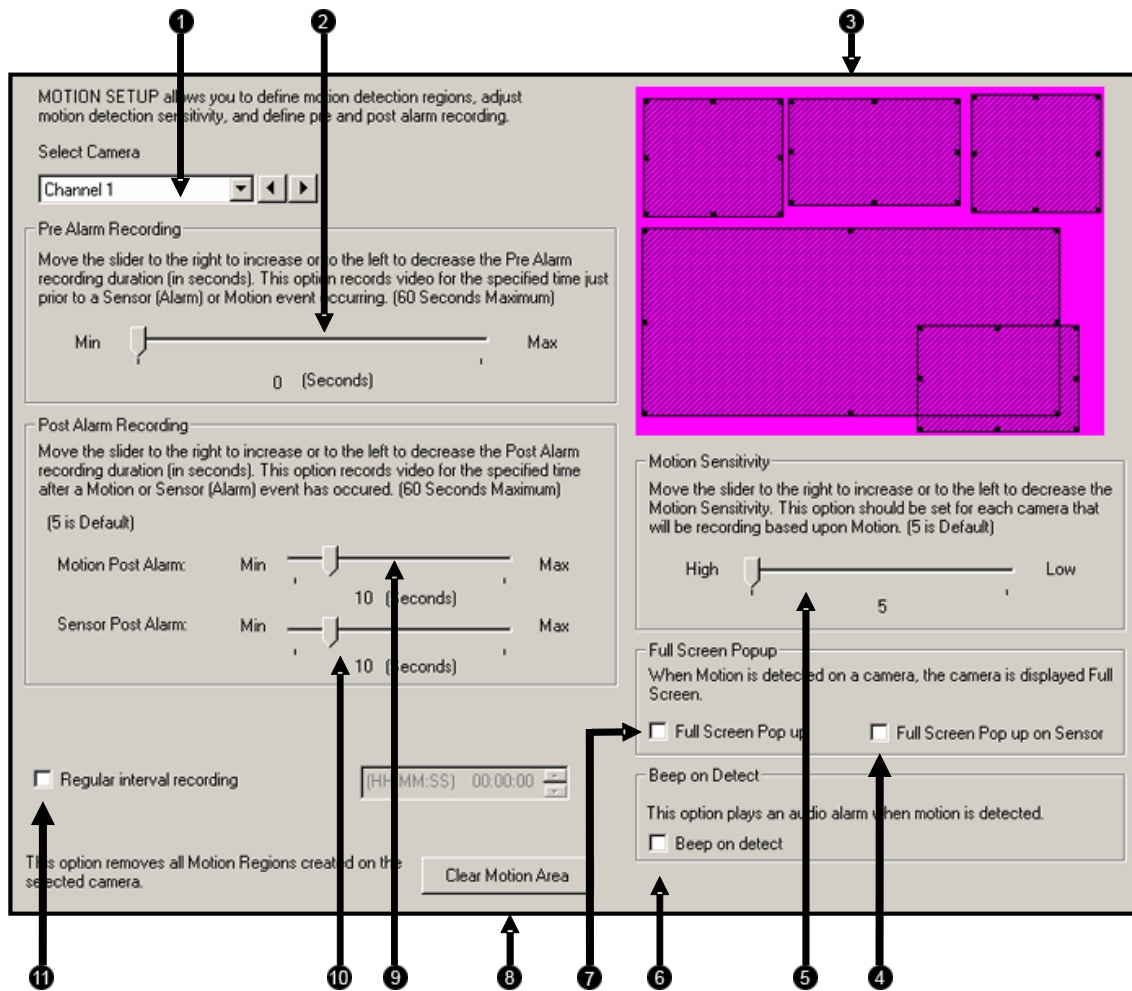 1
2
3
MOTION SETUP allows you to define motion detection regions, adjust
motion detection sensitivity, and define pre and post alarm recording.
Select Camera
Channel 1
Pre Alarm Recording
Move the slider to the right to increase or to the left to decrease the Pre Alarm
recording duration (in seconds). This option records video for the specified time just
prior to a Sensor (Alarm) or Motion event occurring. (60 Seconds Maximum)
Min
Max
0 (Seconds)
Post Alarm Recording
Move the slider to the right to increase or to the left to decrease the Post Alarm
recording duration (in seconds). This option records video for the specified time
after a Motion or Sensor (Alarm) event has occured. (60 Seconds Maximum)
(5 is Default)
Motion Post Alarm:
Min
Max
10 (Seconds)
Sensor Post Alarm:
Min
Max
10 (Seconds)
Regular interval recording
(HH:MM:SS) 00:00:00
This option removes all Motion Regions created on the
selected camera.
Clear Motion Area
Motion Sensitivity
Move the slider to the right to increase or to the left to decrease the
Motion Sensitivity. This option should be set for each camera that
will be recording based upon Motion. (5 is Default)
High
Low
5
Full Screen Popup
When Motion is detected on a camera, the camera is displayed Full
Screen.
Full Screen Pop up
Full Screen Pop up on Sensor
Beep on Detect
This option plays an audio alarm when motion is detected.
Beep on detect
11
10
9
8
7
6
5
4